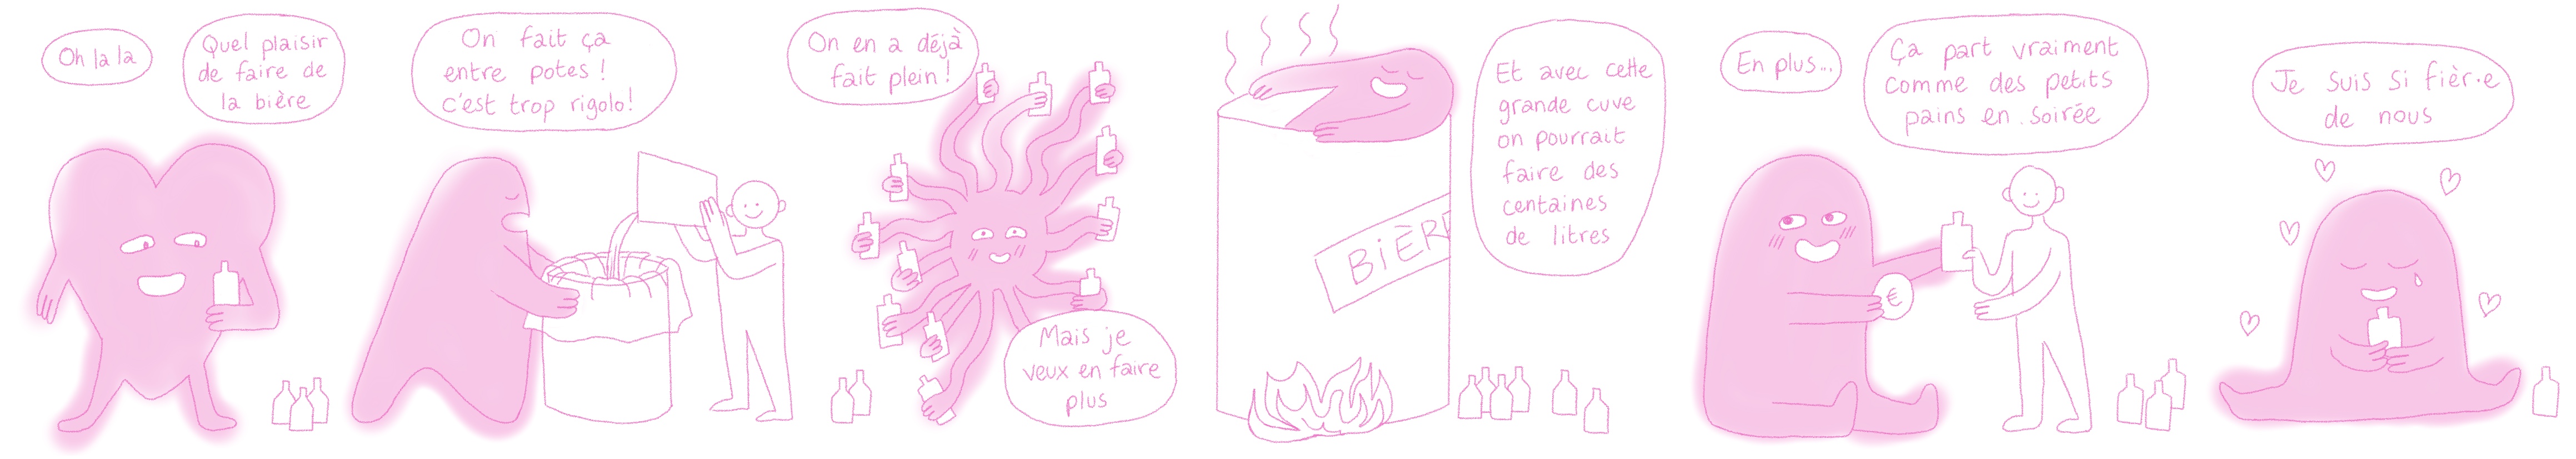 Oh la la
Quel plaisir
de faire de
la bière
On fait ça
entre potes !
c'est trop rigolo!
On en a déjà
fait plein !
Mais je
veux en faire
plus
BIÈRE
Et avec cette
grande cuve
on pourrait
faire des
centaines
de litres
En plus...
Ça part vraiment
comme des petits
pains en soirée
€
Je suis si fièr·e
de nous